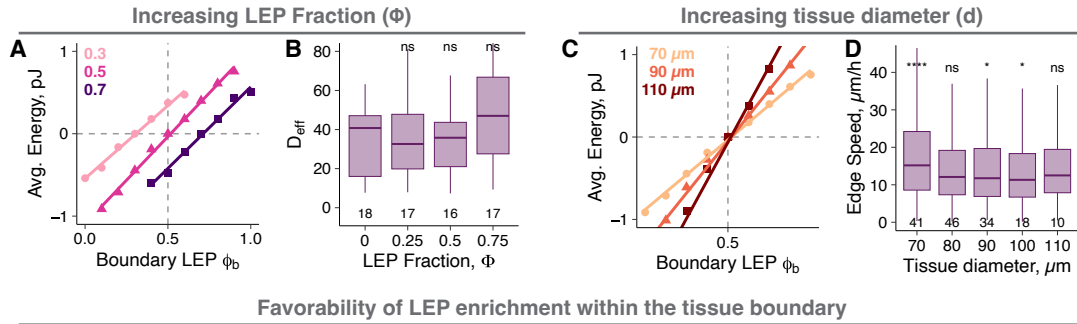 Increasing LEP Fraction (Φ)
Increasing tissue diameter (d)
A
0.3
0.5
0.7
1
0
−1
Avg. Energy, pJ
0.0
0.5
1.0
Boundary LEP ϕb
B
80
60
40
20
0
Deff
ns
ns
ns
18
17
16
17
0
0.25
0.5
0.75
LEP Fraction, Φ
C
70 µm
90 µm
110 µm
1
0
−1
Avg. Energy, pJ
0.5
Boundary LEP ϕb
D
40
30
20
10
0
Edge Speed, µm/h
****
ns
*
*
ns
41
46
34
18
10
70
80
90
100
110
Tissue diameter, µm
Favorability of LEP enrichment within the tissue boundary